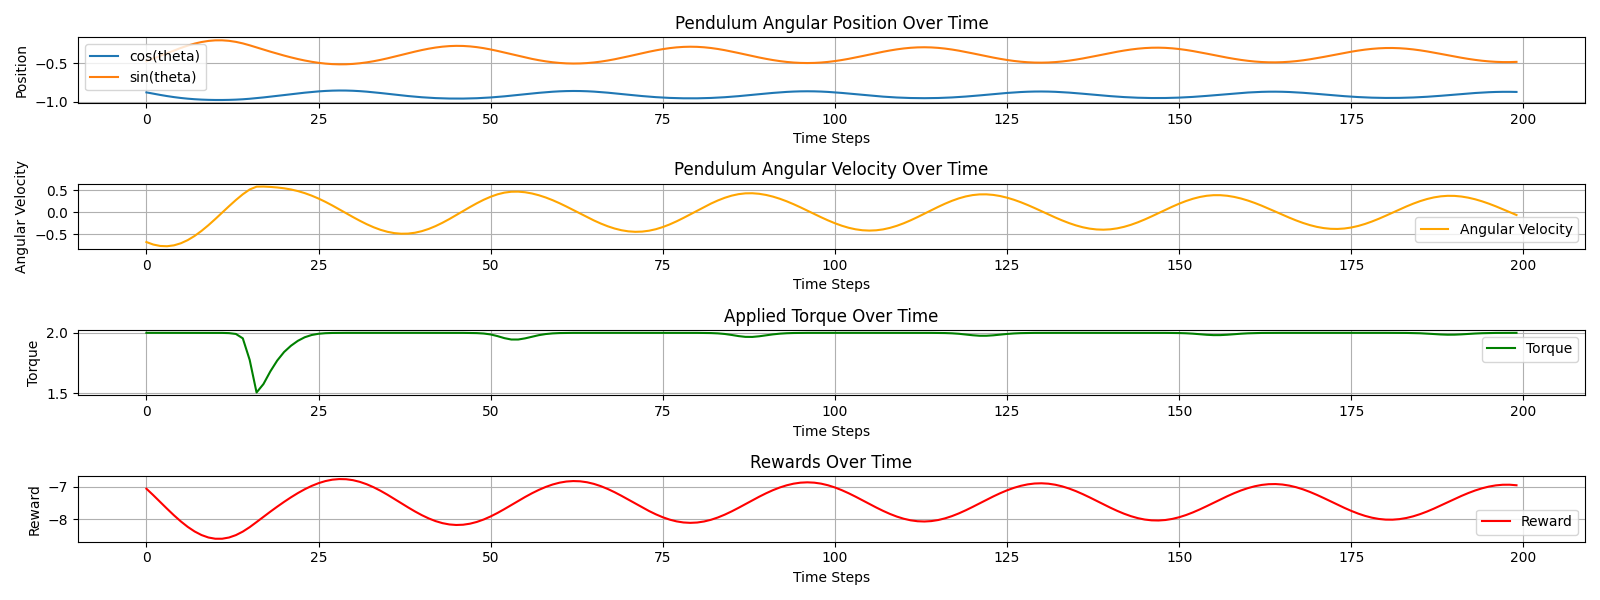 Pendulum Angular Position Over Time
Position
−0.5
−1.0
cos(theta)
sin(theta)
0 25 50 75 100 125 150 175 200
Time Steps
Pendulum Angular Velocity Over Time
Angular Velocity
0.5
0.0
−0.5
Angular Velocity
0 25 50 75 100 125 150 175 200
Time Steps
Applied Torque Over Time
Torque
2.0
1.5
Torque
0 25 50 75 100 125 150 175 200
Time Steps
Rewards Over Time
Reward
−7
−8
Reward
0 25 50 75 100 125 150 175 200
Time Steps